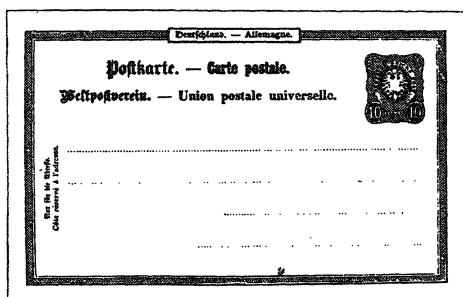 Deutschland. — Allemagne.
Postkarte. — Carte postale.
Weltpostverein. — Union postale universelle.
10 10
Nur für die Adresse.
Côté réservé à l'adresse.